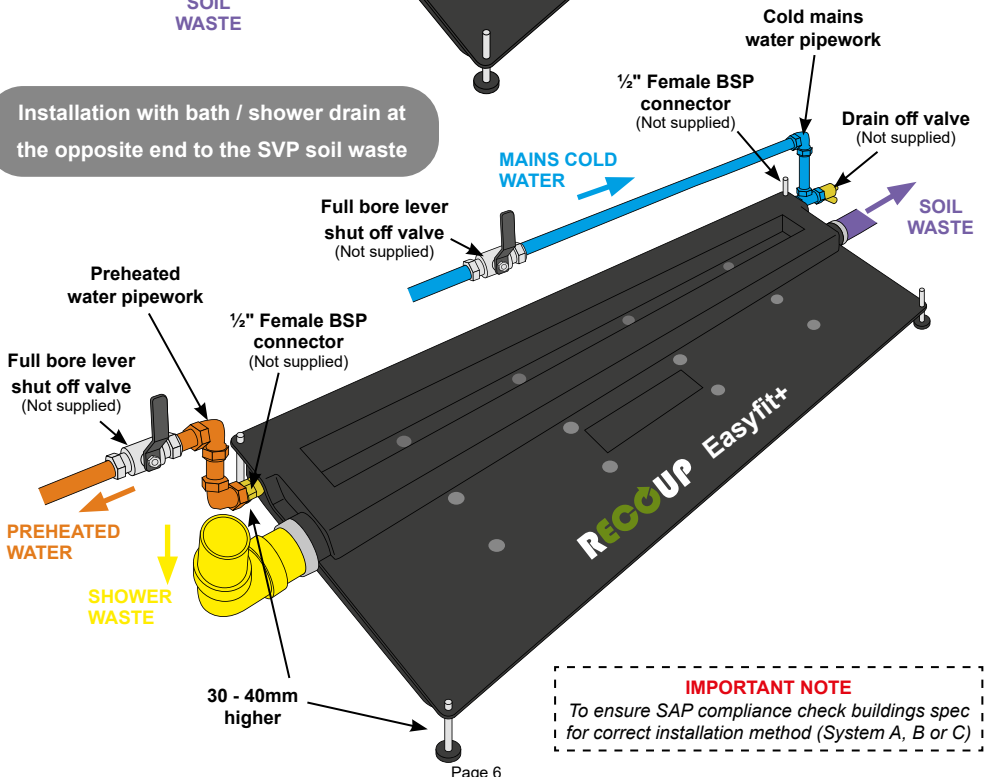 SOIL
WASTE
Installation with bath / shower drain at
the opposite end to the SVP soil waste
Cold mains
water pipework
½" Female BSP
connector
(Not supplied)
Drain off valve
(Not supplied)
MAINS COLD
WATER
SOIL
WASTE
Full bore lever
shut off valve
(Not supplied)
Preheated
water pipework
½" Female BSP
connector
(Not supplied)
Full bore lever
shut off valve
(Not supplied)
PREHEATED
WATER
SHOWER
WASTE
RECOUP Easyfit+
30 - 40mm
higher
IMPORTANT NOTE
To ensure SAP compliance check buildings spec
for correct installation method (System A, B or C)
Page 6